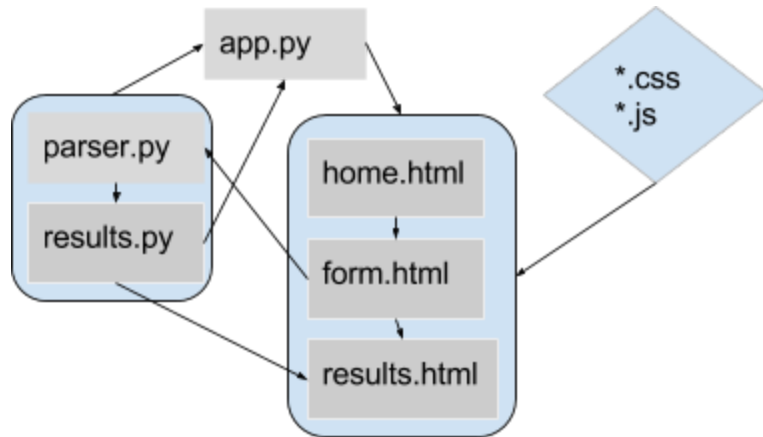 app.py
*.css
*.js
parser.py
results.py
home.html
form.html
results.html